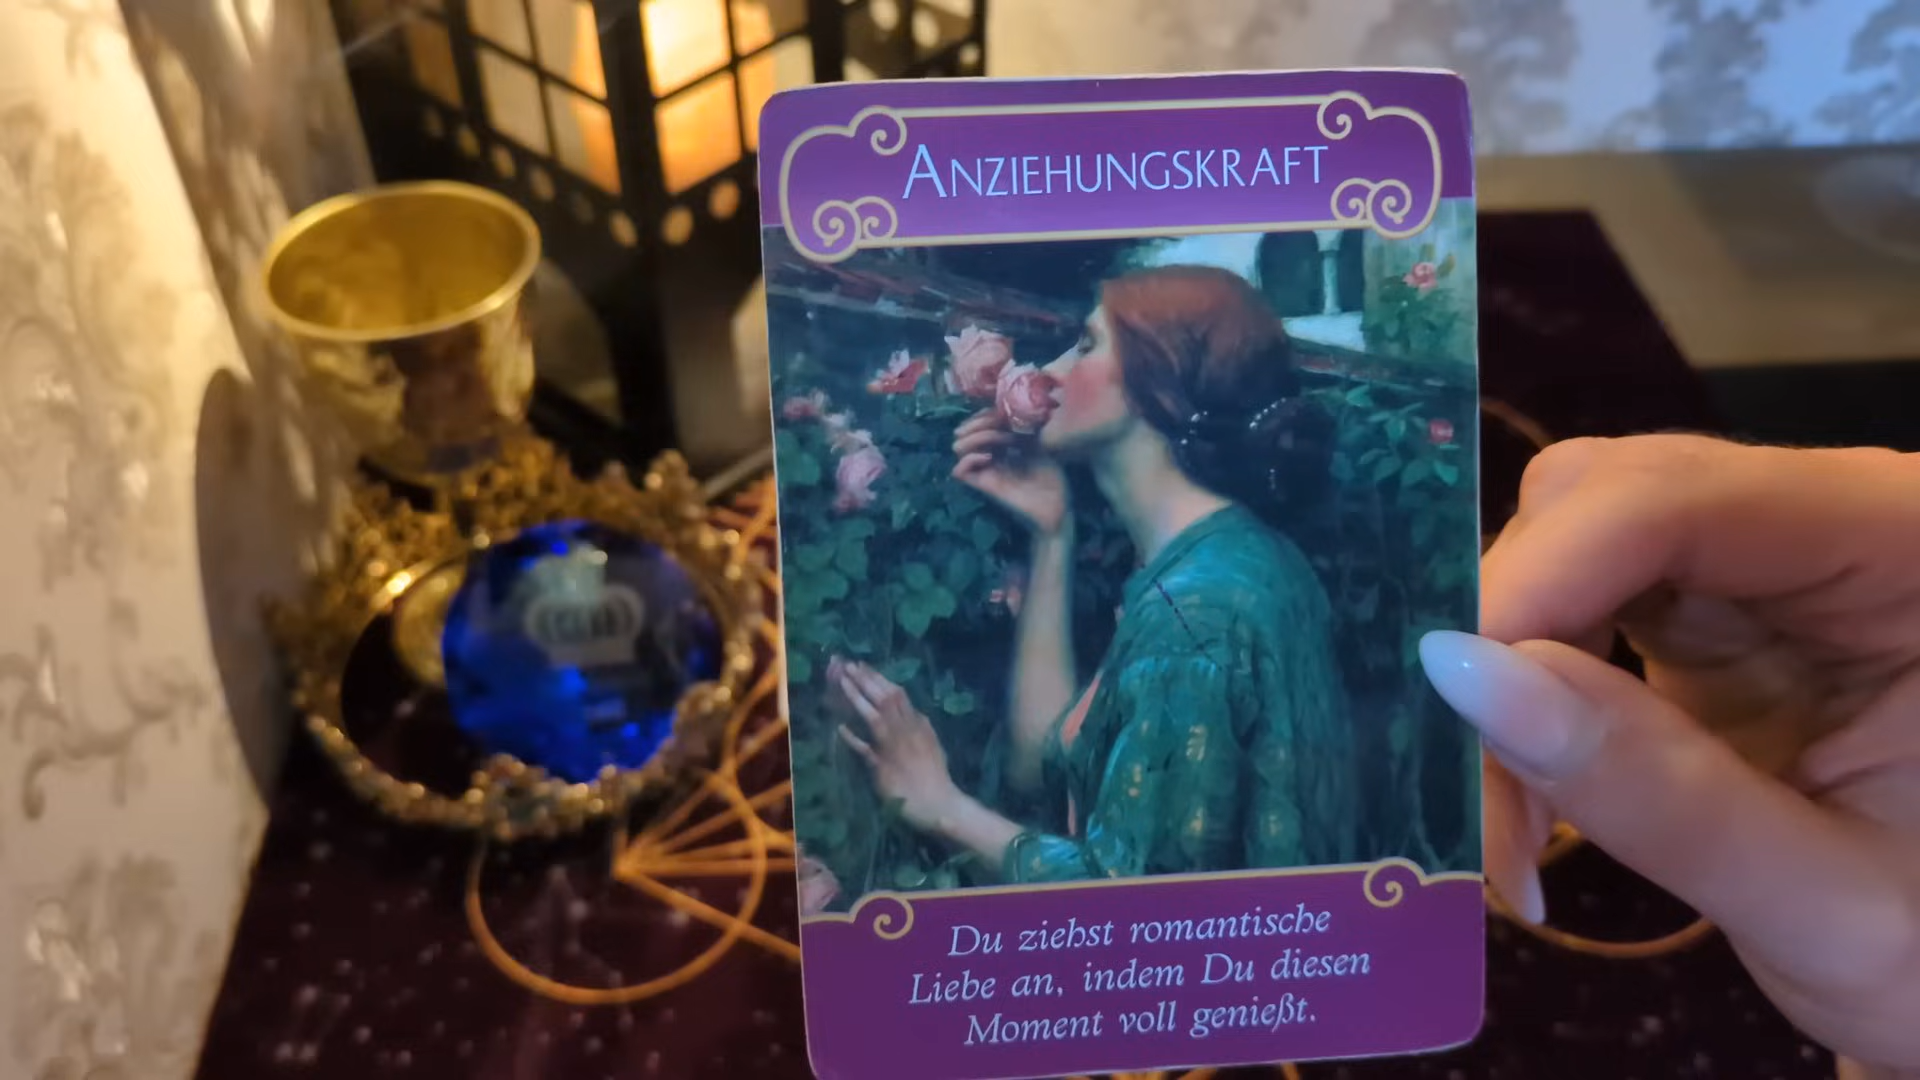 ANZIEHUNGSKRAFT
Du ziehst romantische
Liebe an, indem Du diesen
Moment voll genießt.